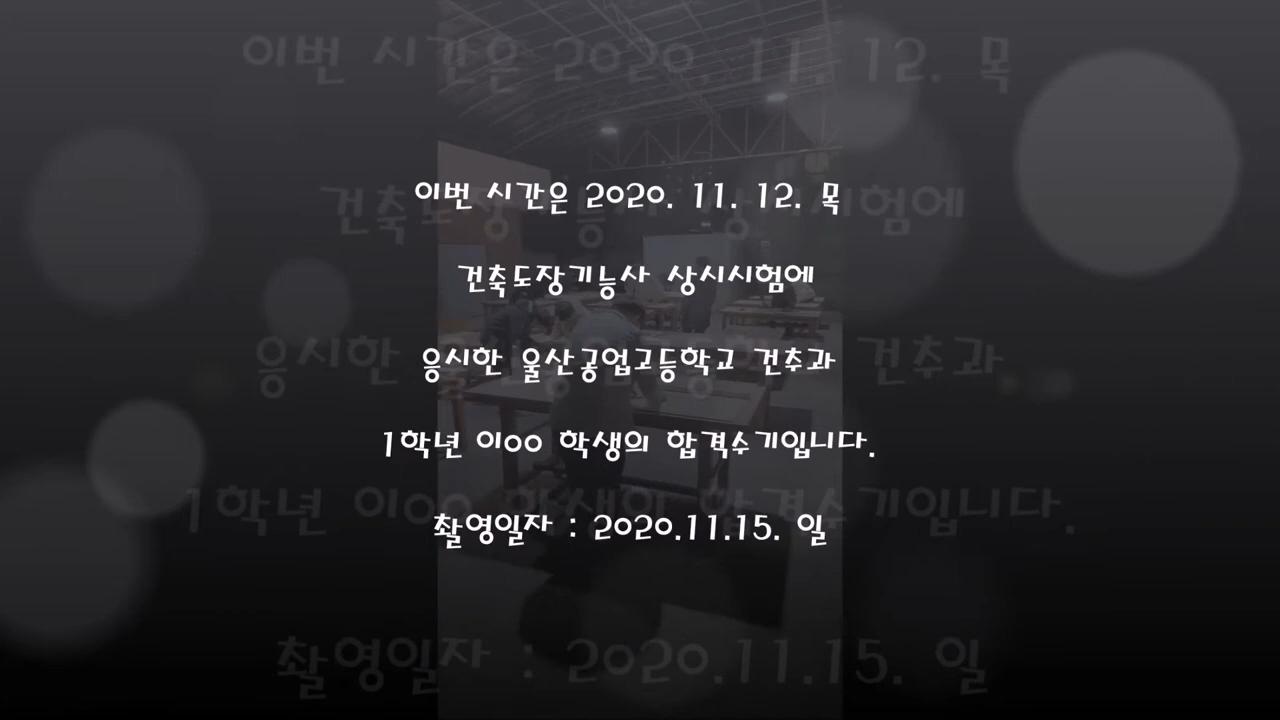 이번 시간은 2020. 11. 12. 목
건축도장기능사 상시시험에
응시한 울산공업고등학교 건축과
1학년 이oo 학생의 합격수기입니다.
촬영일자 : 2020.11.15. 일